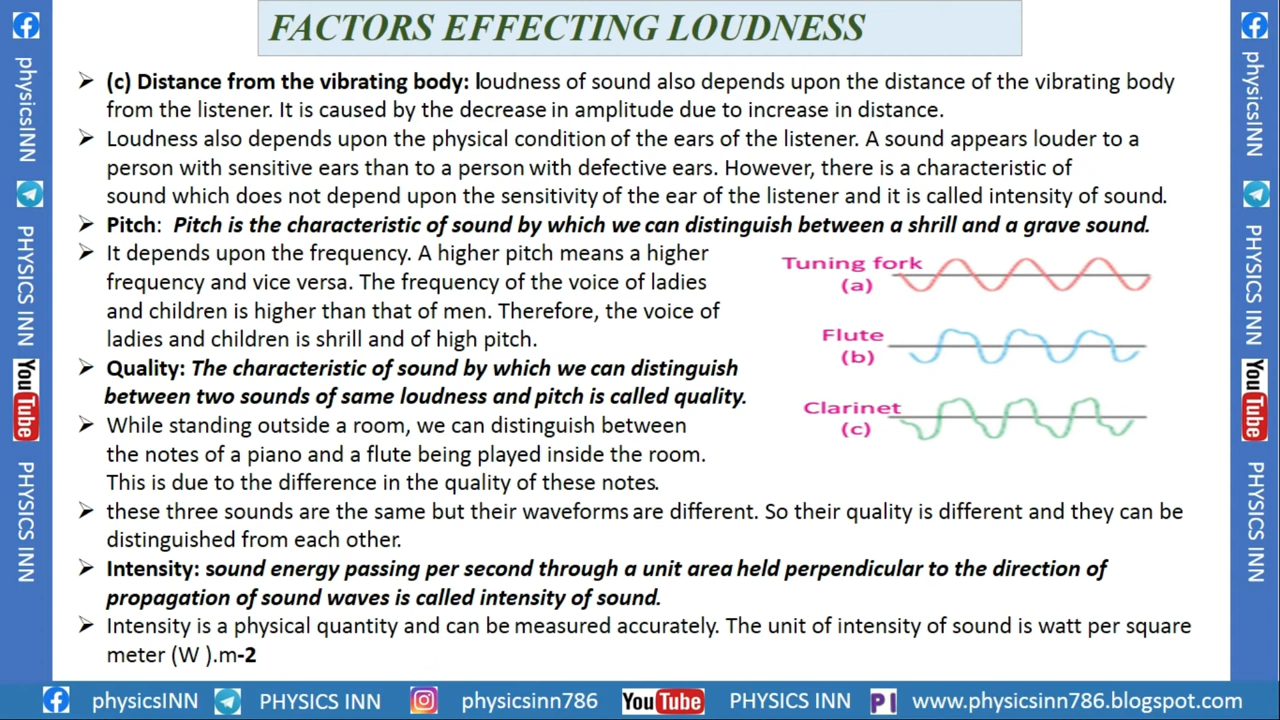 FACTORS EFFECTING LOUDNESS
➢ (c) Distance from the vibrating body: loudness of sound also depends upon the distance of the vibrating body
from the listener. It is caused by the decrease in amplitude due to increase in distance.
➢ Loudness also depends upon the physical condition of the ears of the listener. A sound appears louder to a
person with sensitive ears than to a person with defective ears. However, there is a characteristic of
sound which does not depend upon the sensitivity of the ear of the listener and it is called intensity of sound.
➢ Pitch: Pitch is the characteristic of sound by which we can distinguish between a shrill and a grave sound.
➢ It depends upon the frequency. A higher pitch means a higher
frequency and vice versa. The frequency of the voice of ladies
and children is higher than that of men. Therefore, the voice of
ladies and children is shrill and of high pitch.
➢ Quality: The characteristic of sound by which we can distinguish
between two sounds of same loudness and pitch is called quality.
➢ While standing outside a room, we can distinguish between
the notes of a piano and a flute being played inside the room.
This is due to the difference in the quality of these notes.
Tuning fork
(a)
Flute
(b)
Clarinet
(c)
➢ these three sounds are the same but their waveforms are different. So their quality is different and they can be
distinguished from each other.
➢ Intensity: sound energy passing per second through a unit area held perpendicular to the direction of
propagation of sound waves is called intensity of sound.
➢ Intensity is a physical quantity and can be measured accurately. The unit of intensity of sound is watt per square
meter (W ).m-2
physicsINN
PHYSICS INN
YouTube
PHYSICS INN
physicsINN
PHYSICS INN
YouTube
PHYSICS INN
physicsINN PHYSICS INN physicsinn786 YouTube PHYSICS INN PI www.physicsinn786.blogspot.com